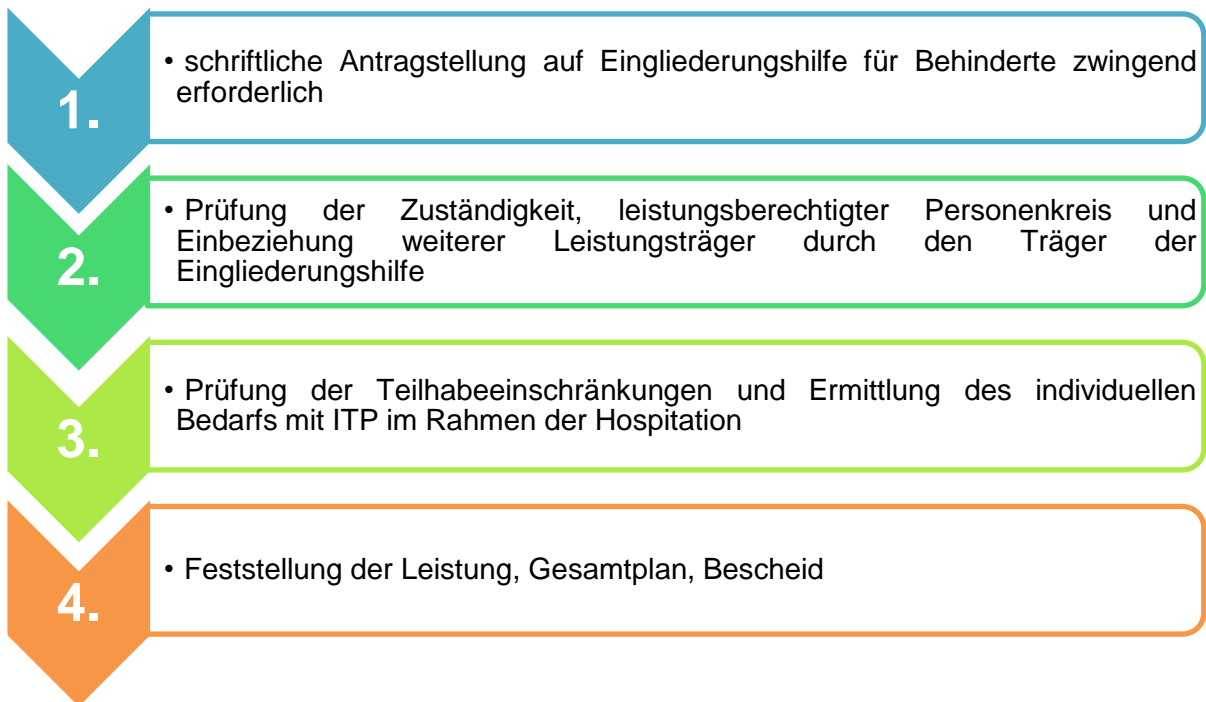 1.
• schriftliche Antragstellung auf Eingliederungshilfe für Behinderte zwingend
erforderlich
2.
• Prüfung der Zuständigkeit, leistungsberechtigter Personenkreis und
Einbeziehung weiterer Leistungsträger durch den Träger der
Eingliederungshilfe
3.
• Prüfung der Teilhabeeinschränkungen und Ermittlung des individuellen
Bedarfs mit ITP im Rahmen der Hospitation
4.
• Feststellung der Leistung, Gesamtplan, Bescheid